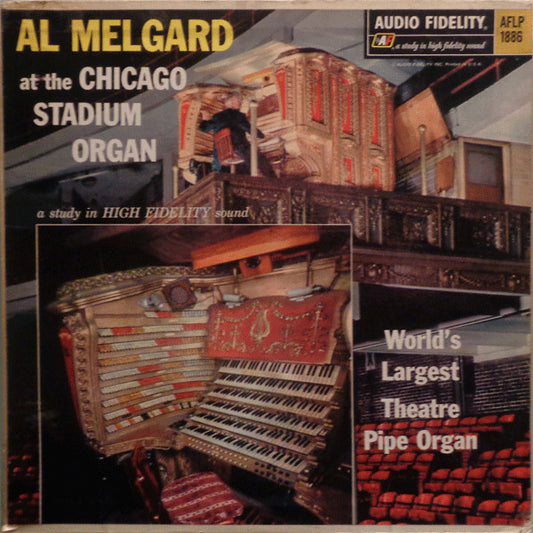 AL MELGARD
at the CHICAGO
STADIUM
ORGAN
AUDIO FIDELITY®
AF, a study in high fidelity sound
AFLP
1886
a study in HIGH FIDELITY sound
World's
Largest
Theatre
Pipe Organ